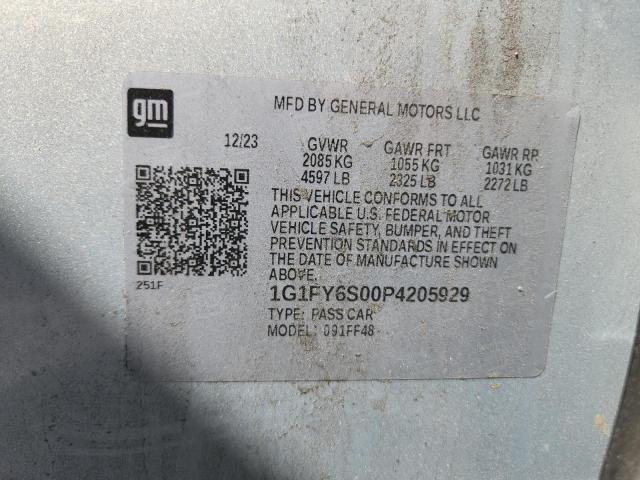 gm
MFD BY GENERAL MOTORS LLC
12/23 GVWR GAWR FRT GAWR RR
2085 KG 1055 KG 1031 KG
4597 LB 2325 LB 2272 LB
THIS VEHICLE CONFORMS TO ALL
APPLICABLE U.S. FEDERAL MOTOR
VEHICLE SAFETY, BUMPER, AND THEFT
PREVENTION STANDARDS IN EFFECT ON
THE DATE OF MANUFACTURE SHOWN
ABOVE.
251F
1G1FY6S00P4205929
TYPE: PASS CAR
MODEL: 091FF48